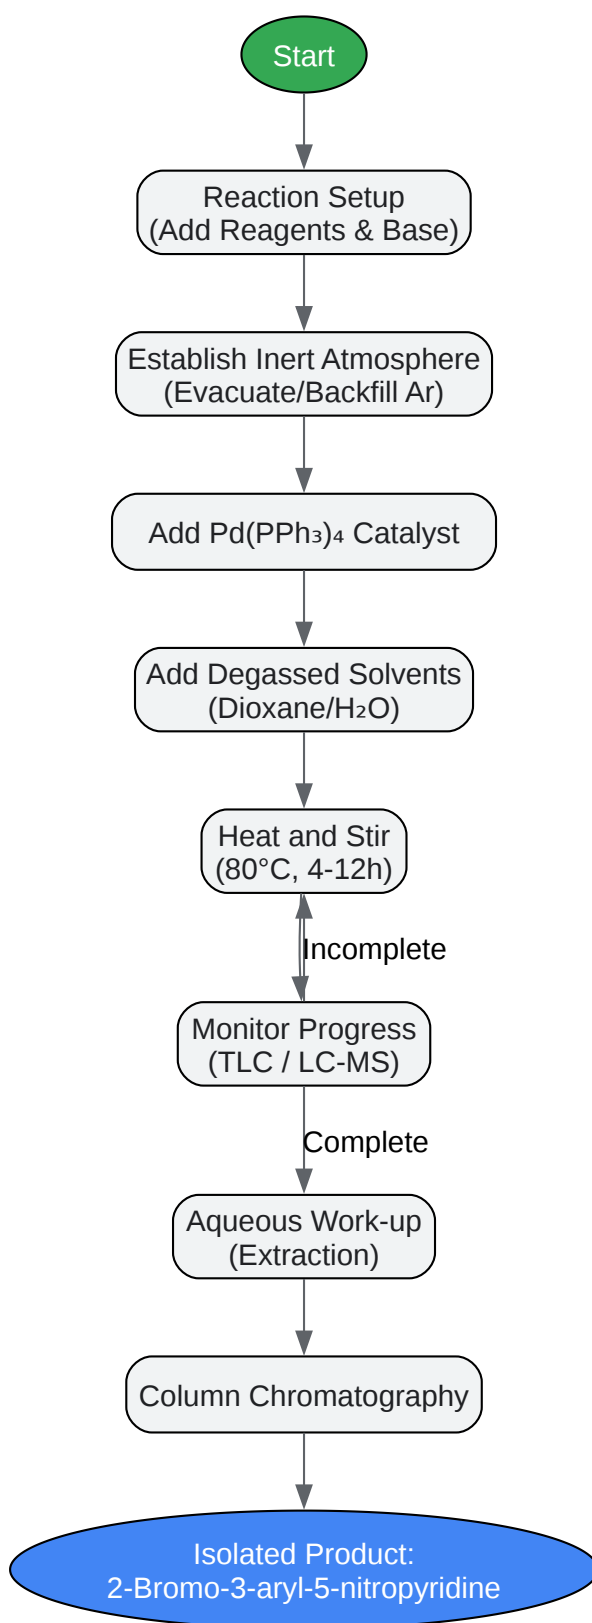 Start
Reaction Setup
(Add Reagents & Base)
Establish Inert Atmosphere
(Evacuate/Backfill Ar)
Add Pd(PPh₃)₄ Catalyst
Add Degassed Solvents
(Dioxane/H₂O)
Heat and Stir
(80°C, 4-12h)
Incomplete
Monitor Progress
(TLC / LC-MS)
Complete
Aqueous Work-up
(Extraction)
Column Chromatography
Isolated Product:
2-Bromo-3-aryl-5-nitropyridine